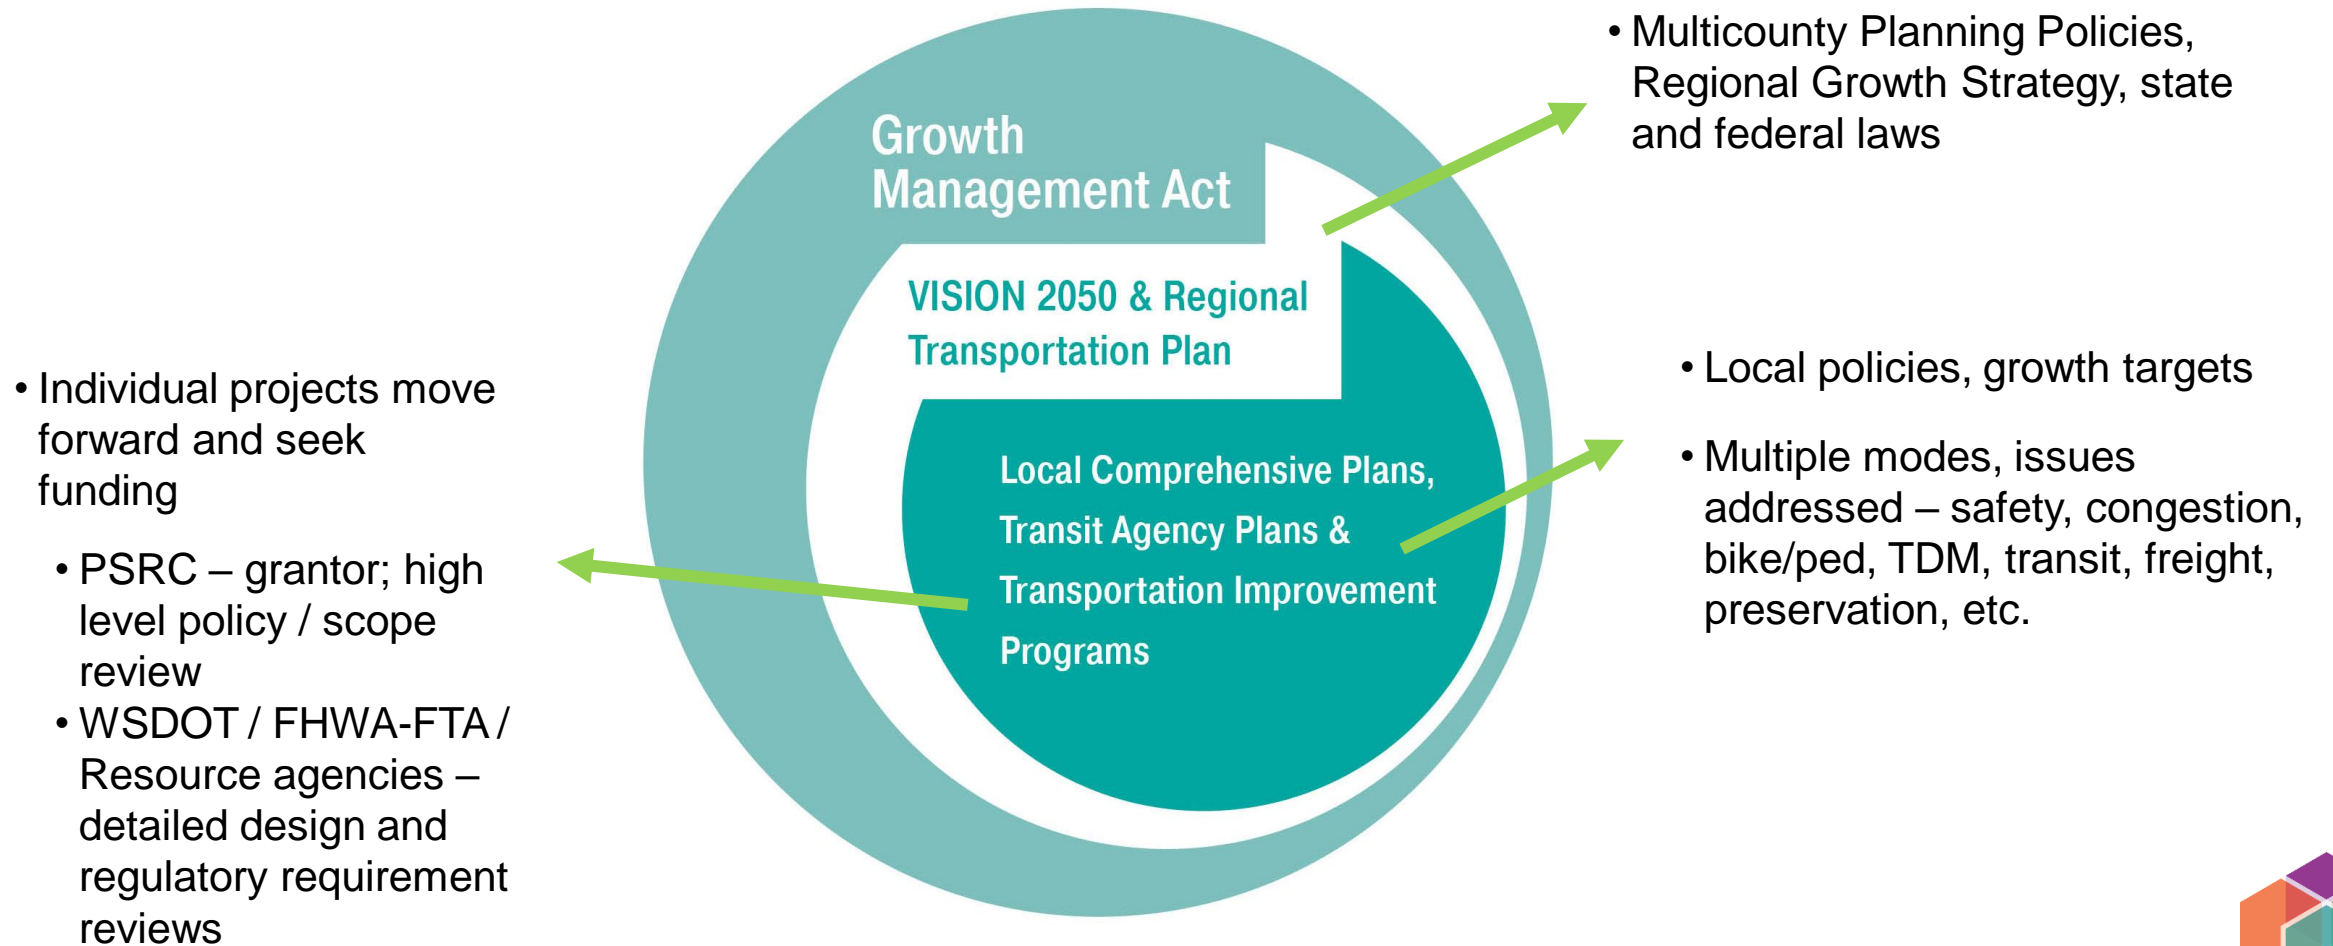 • Multicounty Planning Policies,
Regional Growth Strategy, state
and federal laws
Growth
Management Act
VISION 2050 & Regional
Transportation Plan
Local Comprehensive Plans,
Transit Agency Plans &
Transportation Improvement
Programs
• Local policies, growth targets
• Multiple modes, issues
addressed – safety, congestion,
bike/ped, TDM, transit, freight,
preservation, etc.
• Individual projects move
forward and seek
funding
• PSRC – grantor; high
level policy / scope
review
• WSDOT / FHWA-FTA /
Resource agencies –
detailed design and
regulatory requirement
reviews